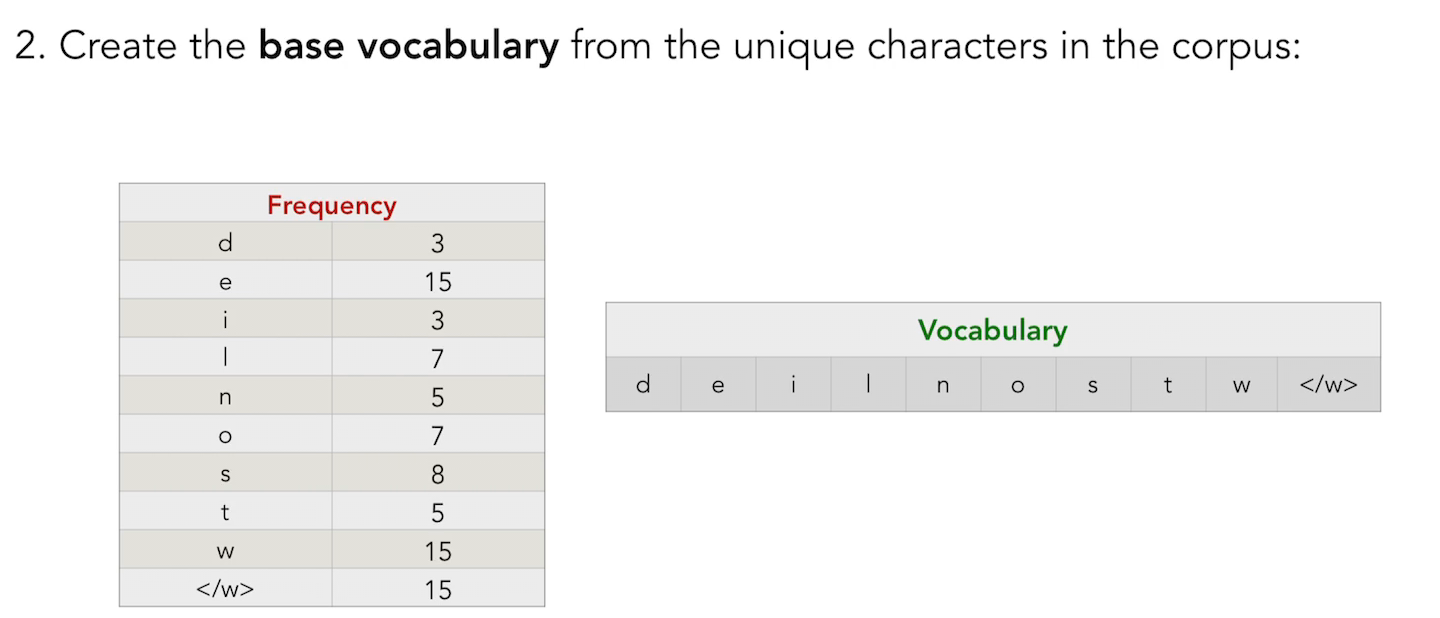 2. Create the base vocabulary from the unique characters in the corpus:
Frequency
d 3
e 15
i 3
l 7
n 5
o 7
s 8
t 5
w 15
</w> 15
Vocabulary
d e i l n o s t w </w>